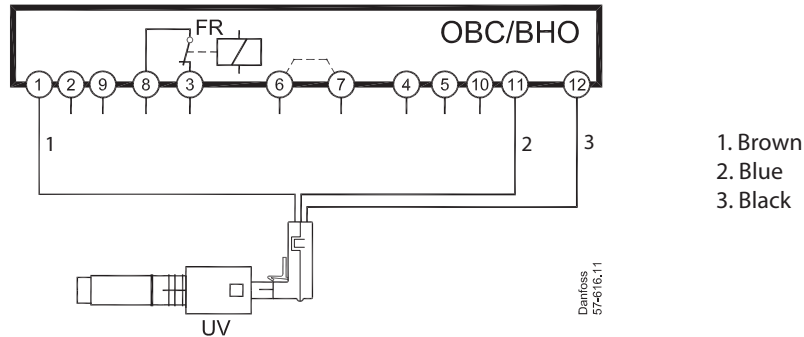 FR
OBC/BHO
1 2 9 8 3 6 7 4 5 10 11 12
1 2 3
1. Brown
2. Blue
3. Black
UV
Danfoss
57-616.11